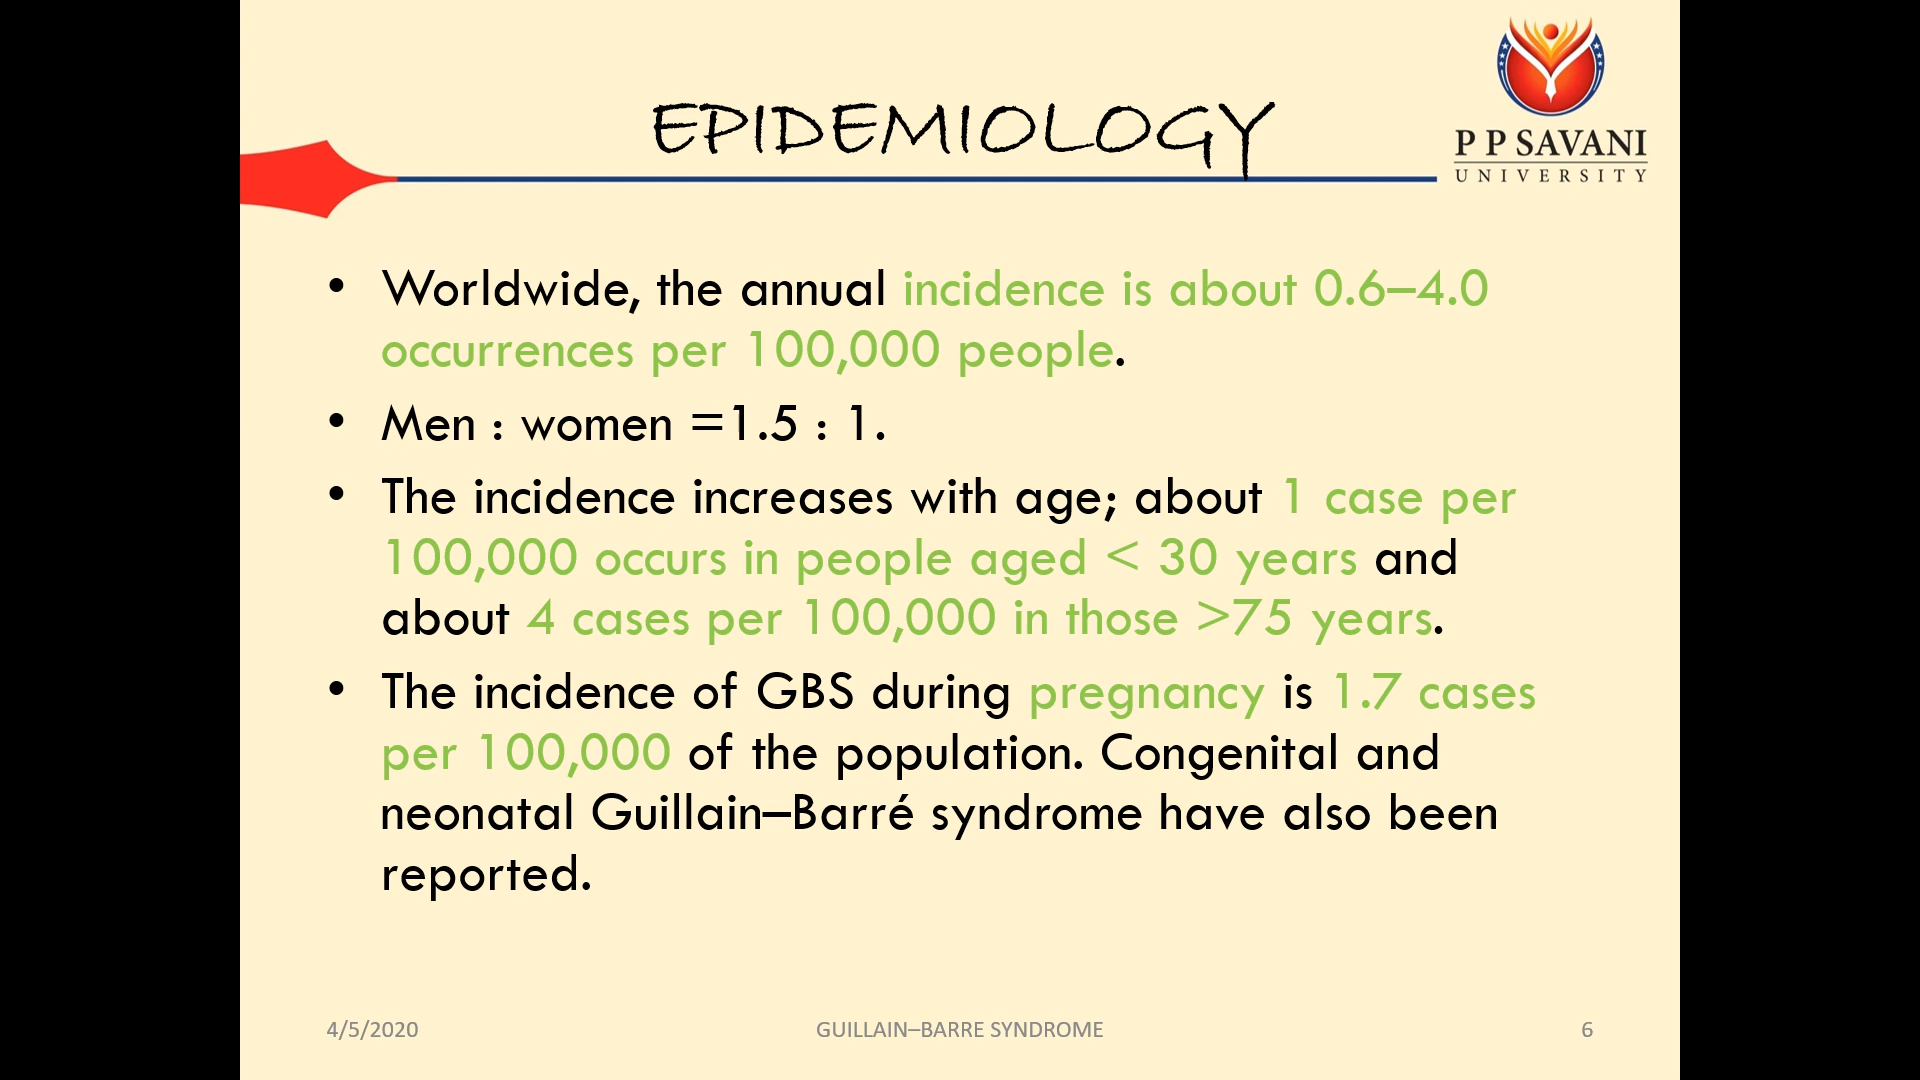 EPIDEMIOLOGY
P P SAVANI
UNIVERSITY
• Worldwide, the annual incidence is about 0.6–4.0
occurrences per 100,000 people.
• Men : women =1.5 : 1.
• The incidence increases with age; about 1 case per
100,000 occurs in people aged < 30 years and
about 4 cases per 100,000 in those >75 years.
• The incidence of GBS during pregnancy is 1.7 cases
per 100,000 of the population. Congenital and
neonatal Guillain–Barré syndrome have also been
reported.
4/5/2020
GUILLAIN–BARRE SYNDROME
6